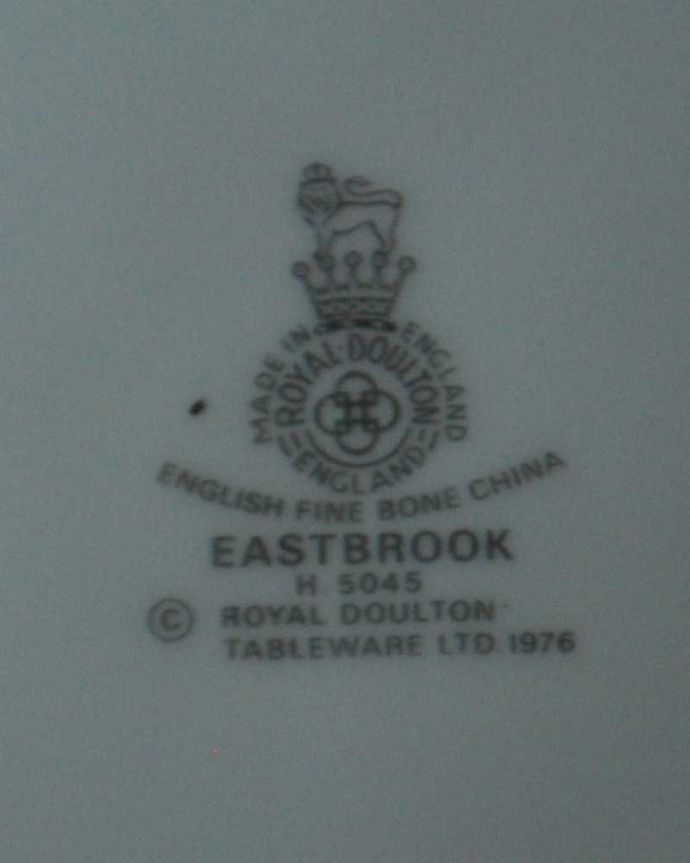 MADE IN ENGLAND
ROYAL DOULTON
ENGLAND
ENGLISH FINE BONE CHINA
EASTBROOK
H 5045
© ROYAL DOULTON
TABLEWARE LTD 1976